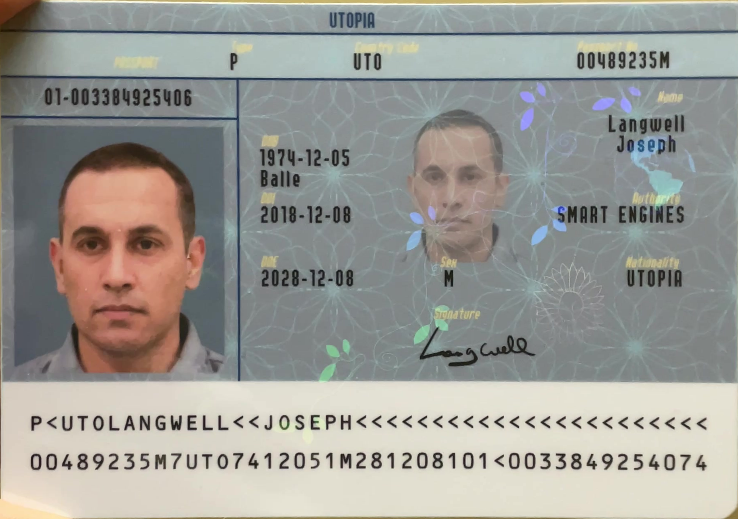 UTOPIA
PASSPORT Type Country Code Passport No
P UTO 00489235M
01-003384925406
Name
Langwell
Joseph
DOB
1974-12-05
Balle
DOI Authority
2018-12-08 SMART ENGINES
DOE Sex Nationality
2028-12-08 M UTOPIA
Signature
Langwell
P<UTOLANGWELL<<JOSEPH<<<<<<<<<<<<<<<<<<<<<<<
00489235M7UTO7412051M281208101<0033849254074